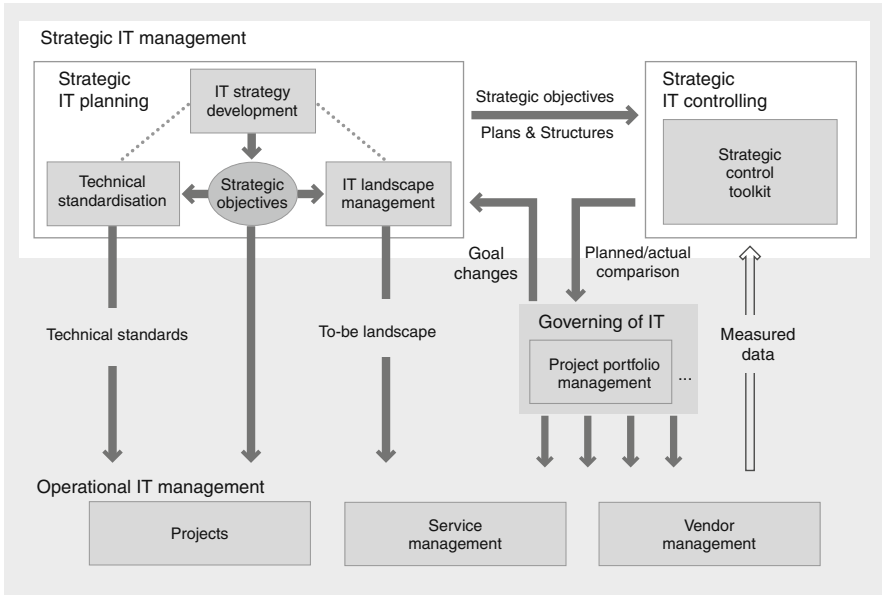 Strategic IT management
Strategic
IT planning
IT strategy
development
Technical
standardisation
Strategic
objectives
IT landscape
management
Strategic objectives
Plans & Structures
Strategic
IT controlling
Strategic
control
toolkit
Goal
changes
Planned/actual
comparison
Technical standards
To-be landscape
Governing of IT
Project portfolio
management
...
Measured
data
Operational IT management
Projects
Service
management
Vendor
management